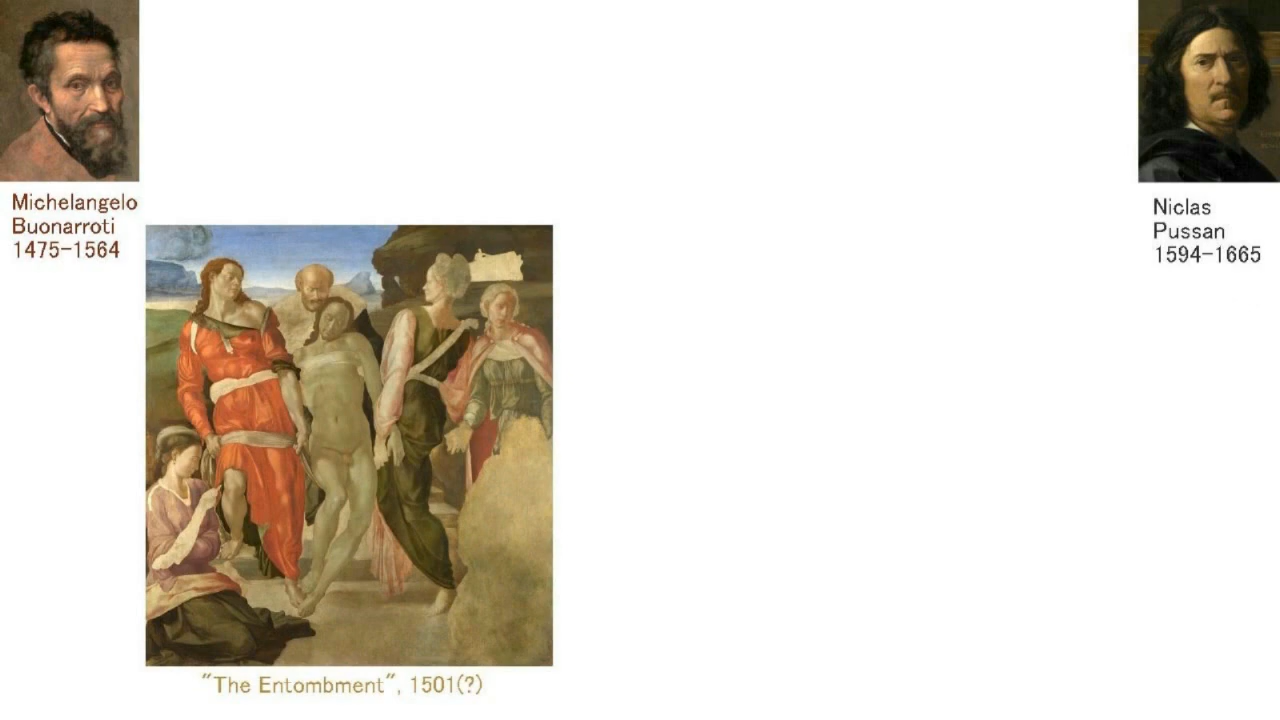 Michelangelo
Buonarroti
1475-1564
Niclas
Pussan
1594-1665
"The Entombment", 1501(?)